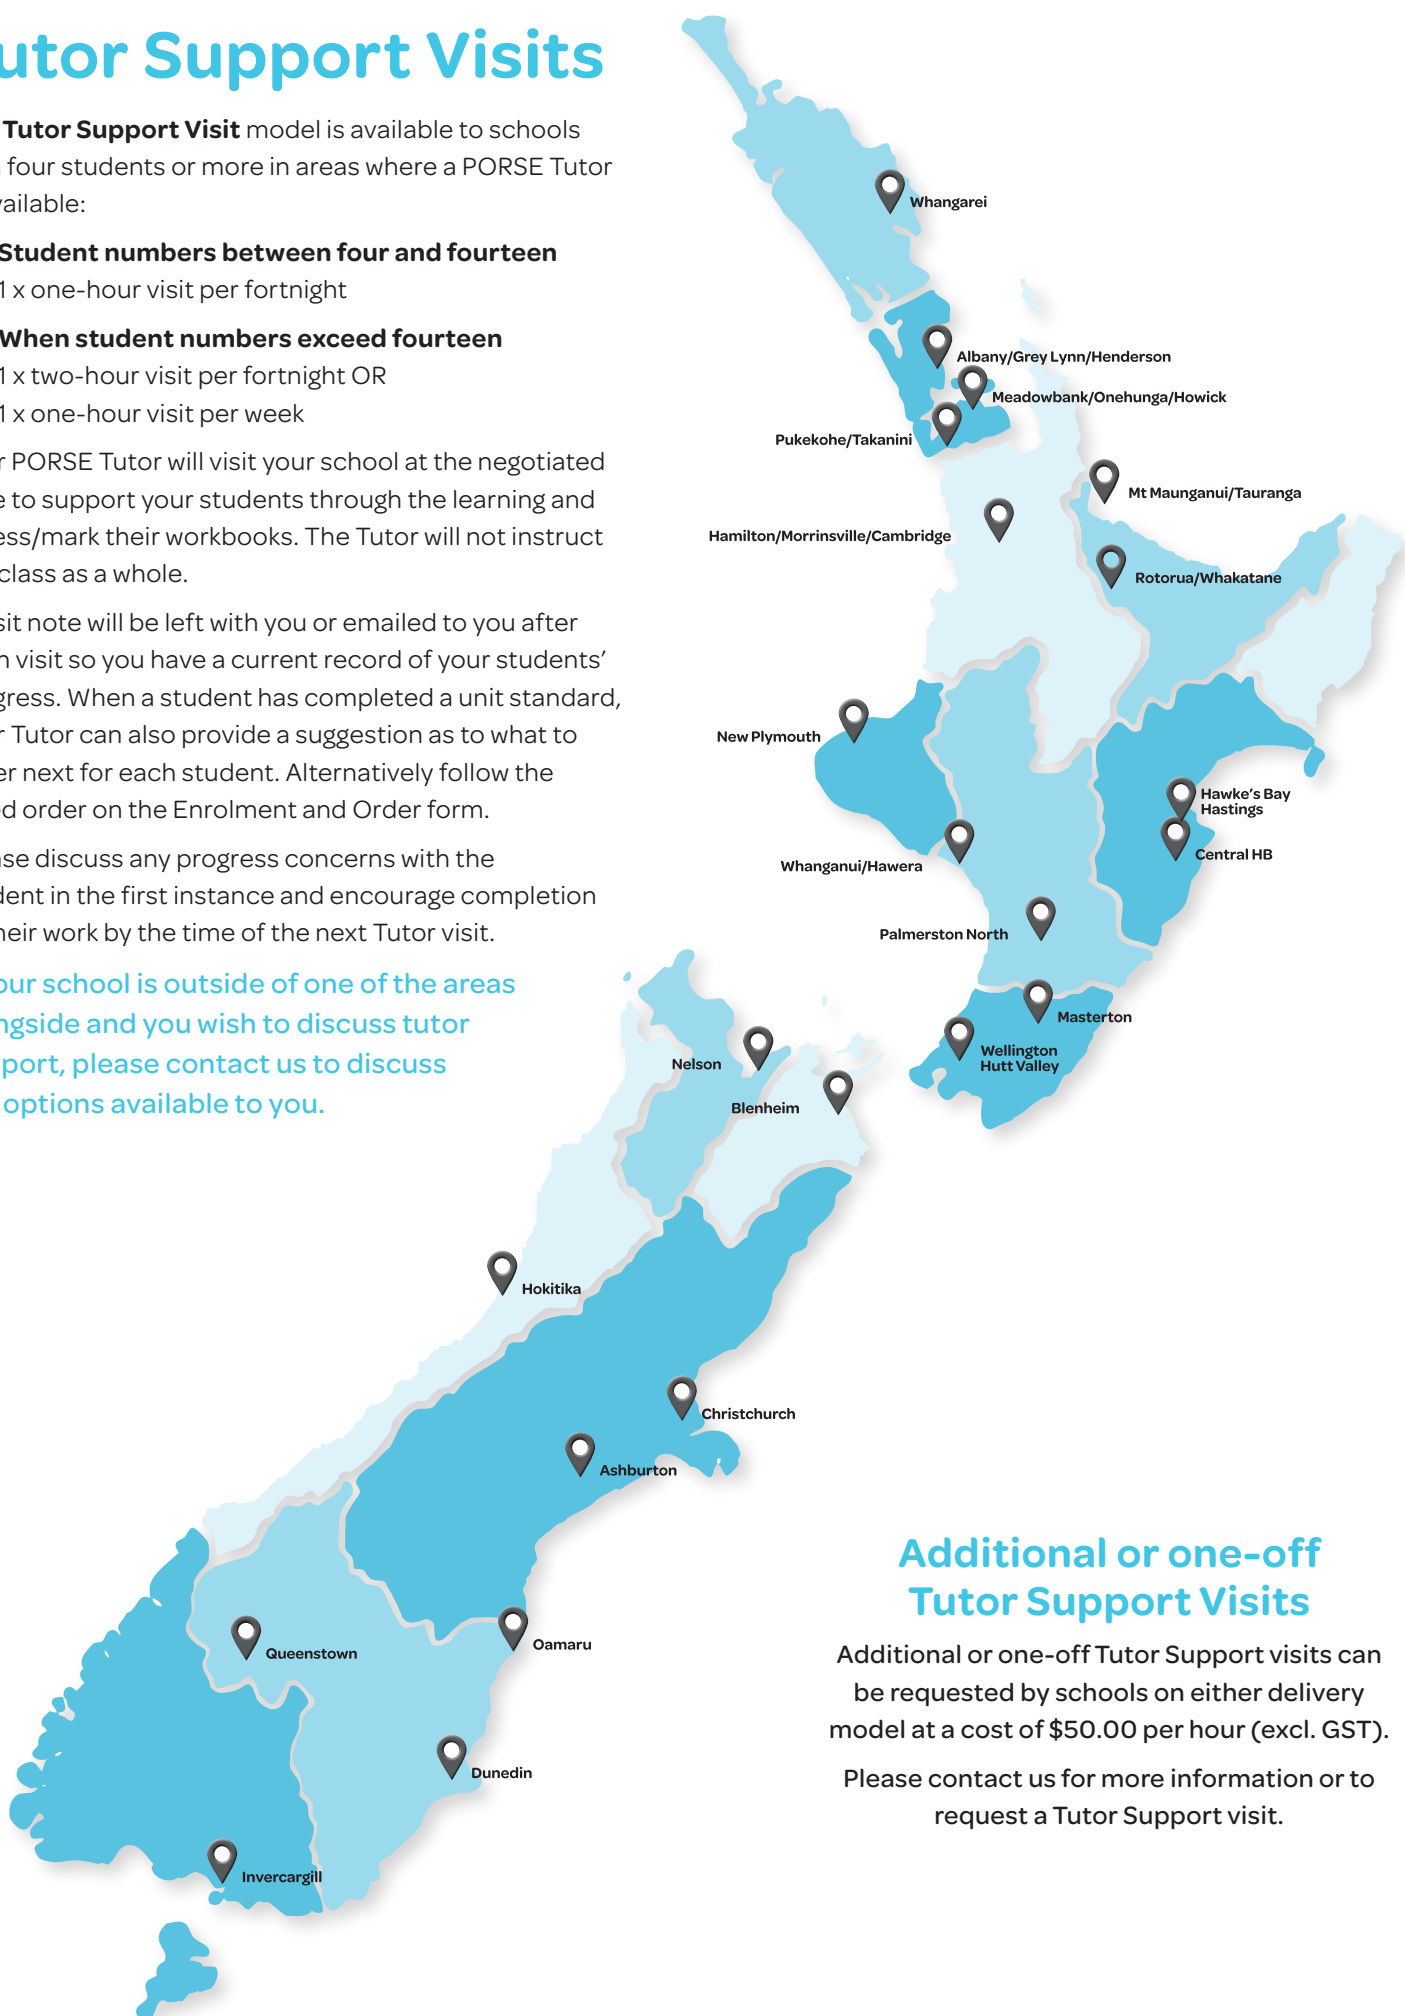 utor Support Visits
Tutor Support Visit model is available to schools
four students or more in areas where a PORSE Tutor
vailable:
Student numbers between four and fourteen
1 x one-hour visit per fortnight
When student numbers exceed fourteen
1 x two-hour visit per fortnight OR
1 x one-hour visit per week
r PORSE Tutor will visit your school at the negotiated
e to support your students through the learning and
ess/mark their workbooks. The Tutor will not instruct
class as a whole.
sit note will be left with you or emailed to you after
h visit so you have a current record of your students'
gress. When a student has completed a unit standard,
r Tutor can also provide a suggestion as to what to
er next for each student. Alternatively follow the
ed order on the Enrolment and Order form.
ase discuss any progress concerns with the
dent in the first instance and encourage completion
heir work by the time of the next Tutor visit.
our school is outside of one of the areas
ngside and you wish to discuss tutor
port, please contact us to discuss
options available to you.
Whangarei
Albany/Grey Lynn/Henderson
Meadowbank/Onehunga/Howick
Pukekohe/Takanini
Mt Maunganui/Tauranga
Hamilton/Morrinsville/Cambridge
Rotorua/Whakatane
New Plymouth
Hawke's Bay
Hastings
Central HB
Whanganui/Hawera
Palmerston North
Masterton
Wellington
Hutt Valley
Nelson
Blenheim
Hokitika
Christchurch
Ashburton
Oamaru
Queenstown
Dunedin
Invercargill
Additional or one-off
Tutor Support Visits
Additional or one-off Tutor Support visits can
be requested by schools on either delivery
model at a cost of $50.00 per hour (excl. GST).
Please contact us for more information or to
request a Tutor Support visit.